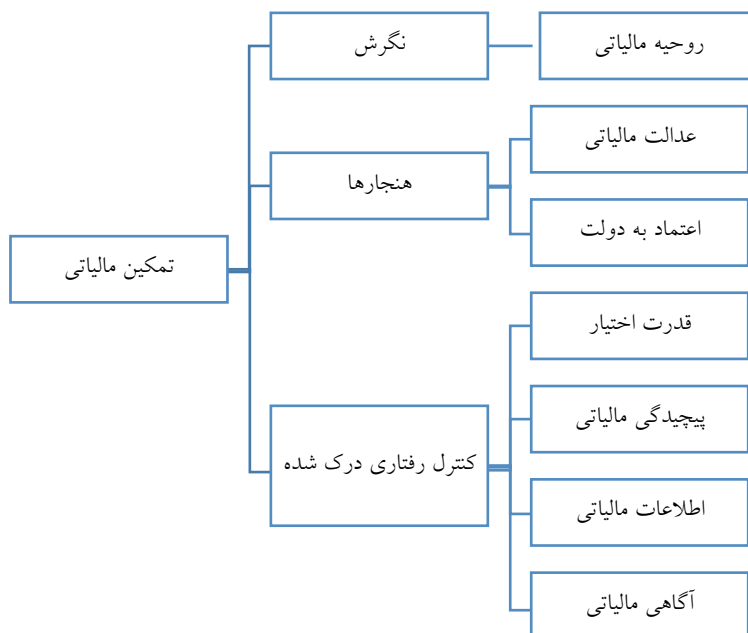 روحیه مالیاتی
نگرش
عدالت مالیاتی
هنجارها
اعتماد به دولت
تمکین مالیاتی
قدرت اختیار
پیچیدگی مالیاتی
کنترل رفتاری درک شده
اطلاعات مالیاتی
آگاهی مالیاتی